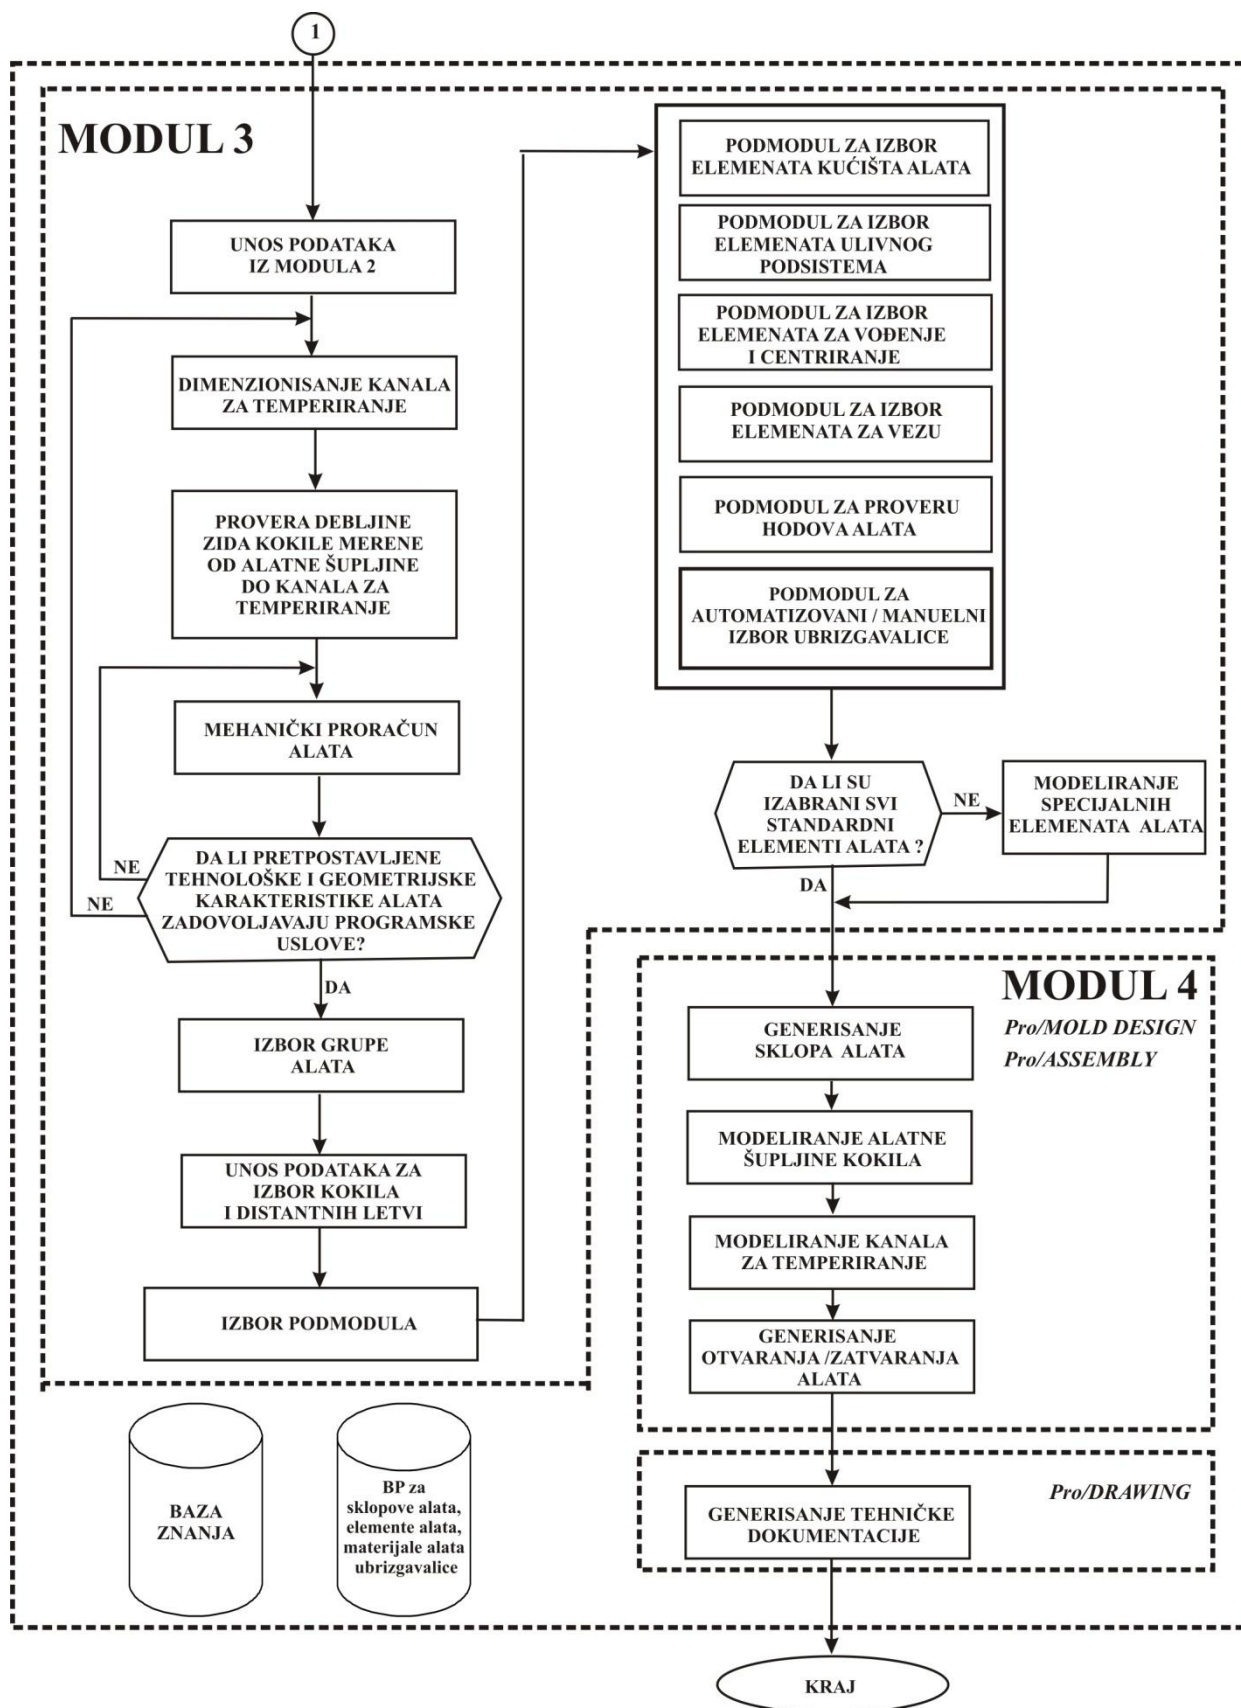 1
MODUL 3
UNOS PODATAKA
IZ MODULA 2
DIMENZIONISANJE KANALA
ZA TEMPERIRANJE
PROVERA DEBLJINE
ZIDA KOKILE MERENE
OD ALATNE ŠUPLJINE
DO KANALA ZA
TEMPERIRANJE
MEHANIČKI PRORAČUN
ALATA
DA LI PRETPOSTAVLJENE
TEHNOLOŠKE I GEOMETRIJSKE
KARAKTERISTIKE ALATA
ZADOVOLJAVAJU PROGRAMSKE
USLOVE?
NE
NE
DA
IZBOR GRUPE
ALATA
UNOS PODATAKA ZA
IZBOR KOKILA
I DISTANTNIH LETVI
IZBOR PODMODULA
PODMODUL ZA IZBOR
ELEMENATA KUĆIŠTA ALATA
PODMODUL ZA IZBOR
ELEMENATA ULIVNOG
PODSISTEMA
PODMODUL ZA IZBOR
ELEMENATA ZA VOĐENJE
I CENTRIRANJE
PODMODUL ZA IZBOR
ELEMENATA ZA VEZU
PODMODUL ZA PROVERU
HODOVA ALATA
PODMODUL ZA
AUTOMATIZOVANI / MANUELNI
IZBOR UBRIZGAVALICE
DA LI SU
IZABRANI SVI
STANDARDNI
ELEMENTI ALATA ?
NE
MODELIRANJE
SPECIJALNIH
ELEMENATA ALATA
DA
MODUL 4
Pro/MOLD DESIGN
Pro/ASSEMBLY
GENERISANJE
SKLOPA ALATA
MODELIRANJE ALATNE
ŠUPLJINE KOKILA
MODELIRANJE KANALA
ZA TEMPERIRANJE
GENERISANJE
OTVARANJA /ZATVARANJA
ALATA
Pro/DRAWING
GENERISANJE TEHNIČKE
DOKUMENTACIJE
BAZA
ZNANJA
BP za
sklopove alata,
elemente alata,
materijale alata
ubrizgavalice
KRAJ